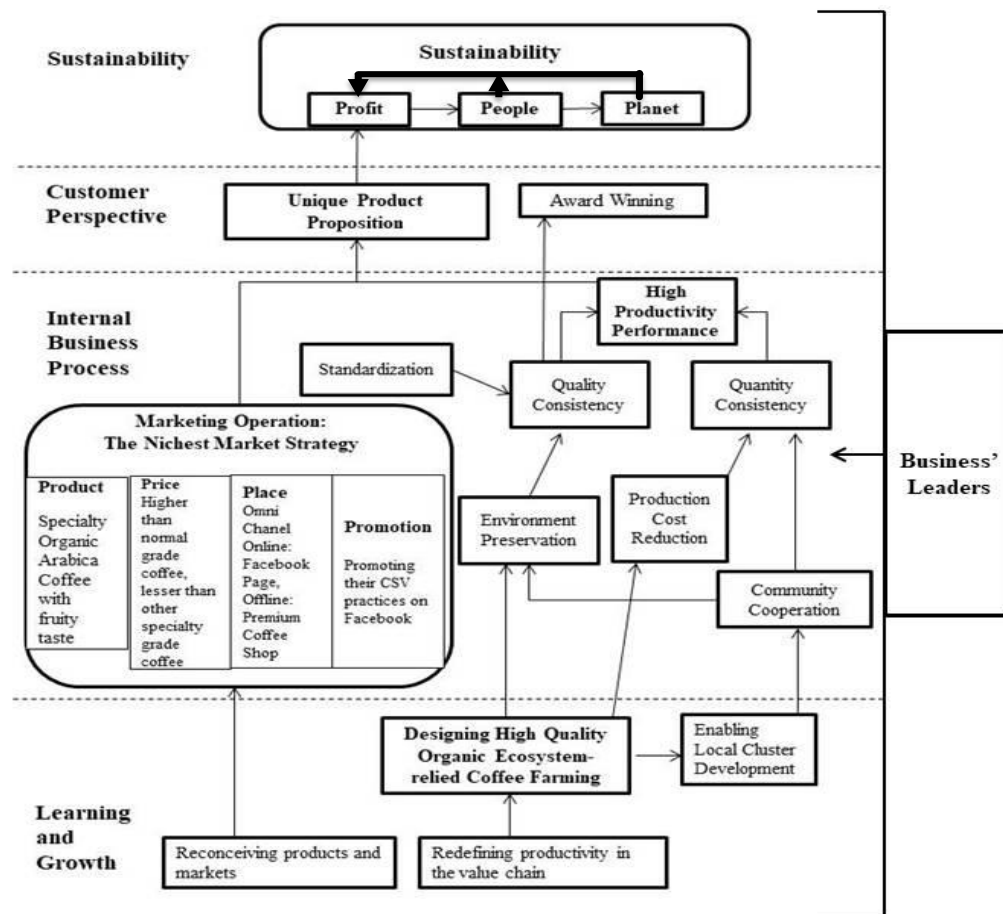 Sustainability
Sustainability
Profit
People
Planet
Customer
Perspective
Unique Product
Proposition
Award Winning
Internal
Business
Process
High
Productivity
Performance
Standardization
Quality
Consistency
Quantity
Consistency
Marketing Operation:
The Nichest Market Strategy
Product
Specialty
Organic
Arabica
Coffee
with
fruity
taste
Price
Higher
than
normal
grade
coffee,
lesser than
other
specialty
grade
coffee
Place
Omni
Chanel
Online:
Facebook
Page,
Offline:
Premium
Coffee
Shop
Promotion
Promoting
their CSV
practices on
Facebook
Environment
Preservation
Production
Cost
Reduction
Community
Cooperation
Business’
Leaders
Learning
and
Growth
Designing High Quality
Organic Ecosystem-
relied Coffee Farming
Enabling
Local Cluster
Development
Reconceiving products and
markets
Redefining productivity in
the value chain